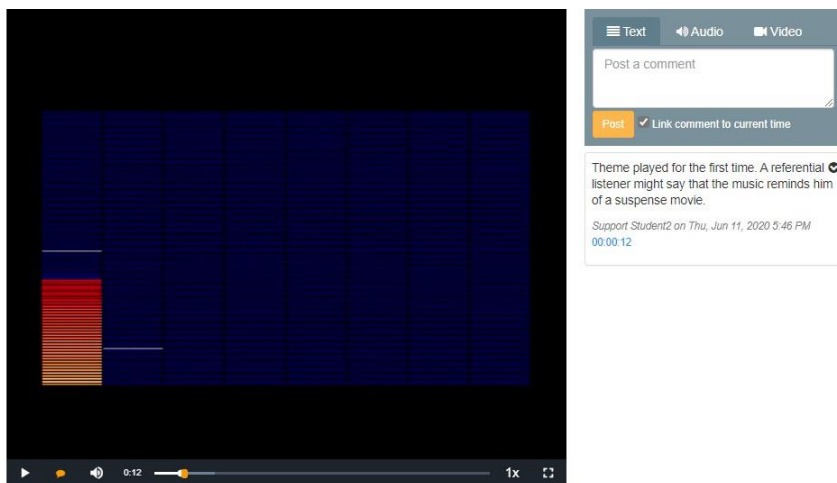 Text Audio Video
Post a comment
Post Link comment to current time
Theme played for the first time. A referential
listener might say that the music reminds him
of a suspense movie.
Support Student2 on Thu, Jun 11, 2020 5:46 PM
00:00:12
0:12 1x